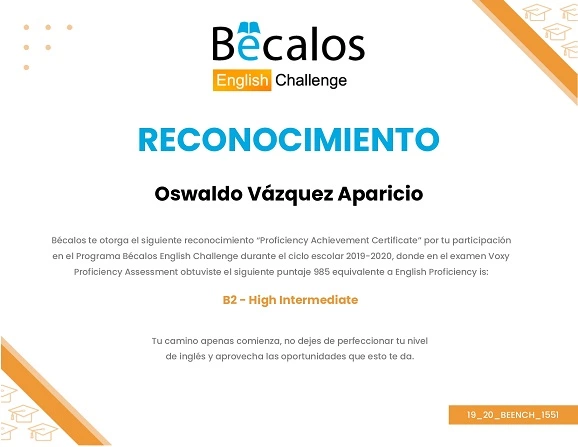 Bécalos
English Challenge
RECONOCIMIENTO
Oswaldo Vázquez Aparicio
Bécalos te otorga el siguiente reconocimiento “Proficiency Achievement Certificate” por tu participación
en el Programa Bécalos English Challenge durante el ciclo escolar 2019-2020, donde en el examen Voxy
Proficiency Assessment obtuviste el siguiente puntaje 985 equivalente a English Proficiency is:
B2 - High Intermediate
Tu camino apenas comienza, no dejes de perfeccionar tu nivel
de inglés y aprovecha las oportunidades que esto te da.
19_20_BEENCH_1551